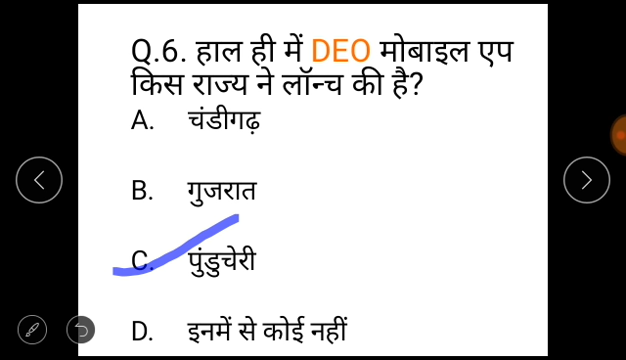 Q.6. हाल ही में DEO मोबाइल एप
किस राज्य ने लॉन्च की है?
A. चंडीगढ़
B. गुजरात
C. पुंडुचेरी
D. इनमें से कोई नहीं